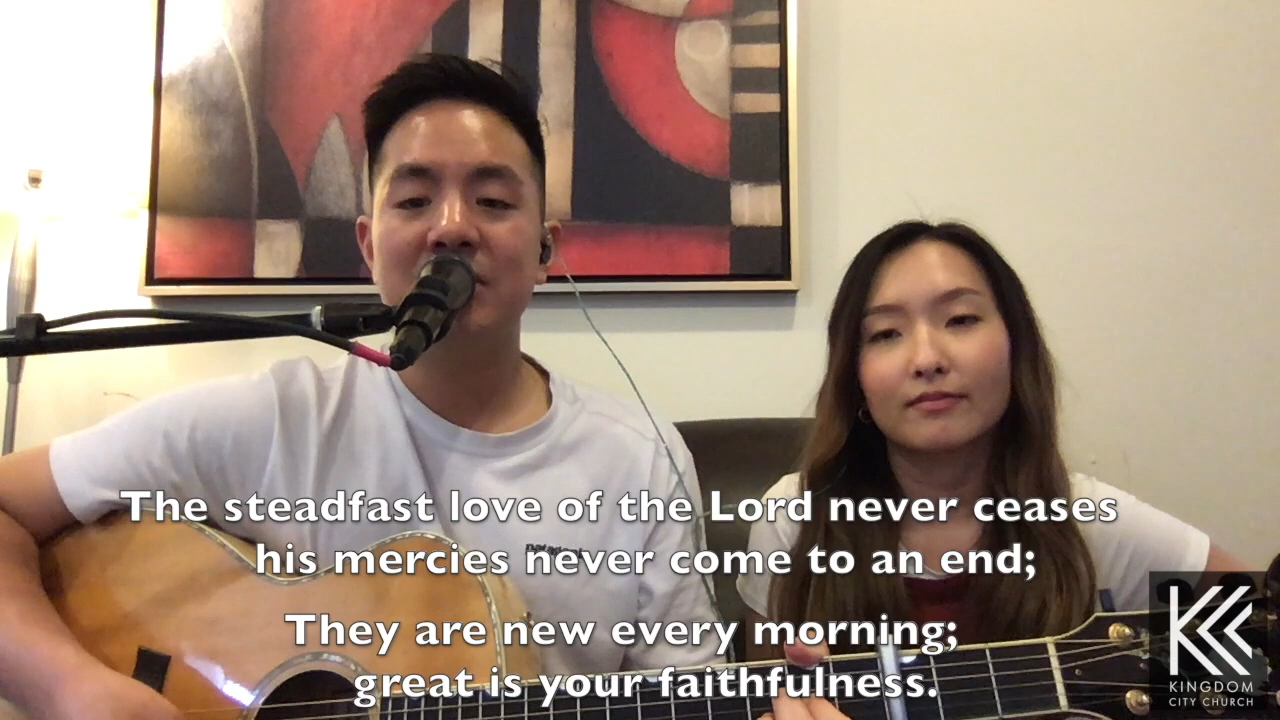 The steadfast love of the Lord never ceases
his mercies never come to an end;
They are new every morning;
great is your faithfulness.
KINGDOM
CITY CHURCH